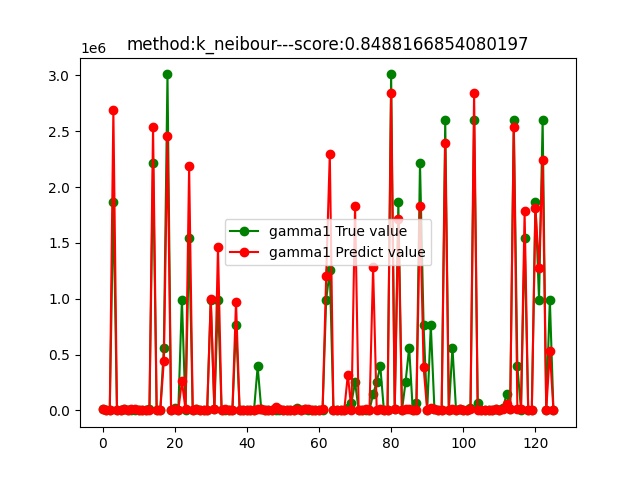 method:k_neibour---score:0.8488166854080197
1e6
3.0
2.5
2.0
1.5
1.0
0.5
0.0
gamma1 True value
gamma1 Predict value
0 20 40 60 80 100 120